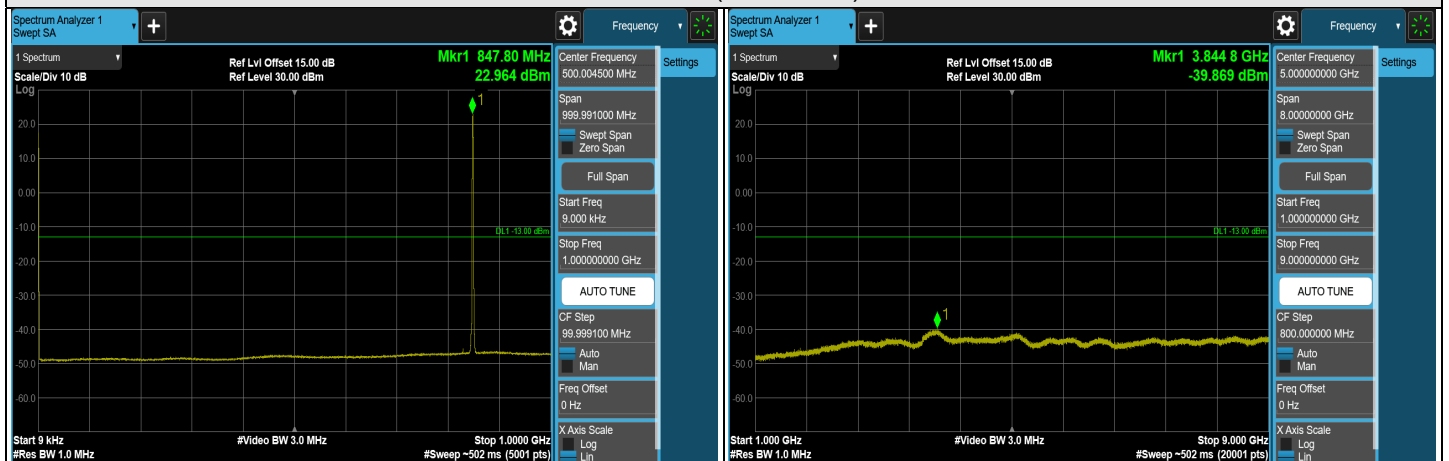 Spectrum Analyzer 1
Swept SA
+
Frequency
1 Spectrum
Scale/Div 10 dB
Log
Ref Lvl Offset 15.00 dB
Ref Level 30.00 dBm
Mkr1 847.80 MHz
22.964 dBm
1
20.0
10.0
0.00
-10.0
-20.0
-30.0
-40.0
-50.0
-60.0
DL1 -13.00 dBm
Start 9 kHz
#Res BW 1.0 MHz
#Video BW 3.0 MHz
Stop 1.0000 GHz
#Sweep ~502 ms (5001 pts)
Center Frequency
500.004500 MHz
Settings
Span
999.991000 MHz
Swept Span
Zero Span
Full Span
Start Freq
9.000 kHz
Stop Freq
1.000000000 GHz
AUTO TUNE
CF Step
99.999100 MHz
Auto
Man
Freq Offset
0 Hz
X Axis Scale
Log
Lin
Spectrum Analyzer 1
Swept SA
+
Frequency
1 Spectrum
Scale/Div 10 dB
Log
Ref Lvl Offset 15.00 dB
Ref Level 30.00 dBm
Mkr1 3.844 8 GHz
-39.869 dBm
1
20.0
10.0
0.00
-10.0
-20.0
-30.0
-40.0
-50.0
-60.0
DL1 -13.00 dBm
Start 1.000 GHz
#Res BW 1.0 MHz
#Video BW 3.0 MHz
Stop 9.000 GHz
#Sweep ~502 ms (20001 pts)
Center Frequency
5.000000000 GHz
Settings
Span
8.00000000 GHz
Swept Span
Zero Span
Full Span
Start Freq
1.000000000 GHz
Stop Freq
9.000000000 GHz
AUTO TUNE
CF Step
800.000000 MHz
Auto
Man
Freq Offset
0 Hz
X Axis Scale
Log
Lin